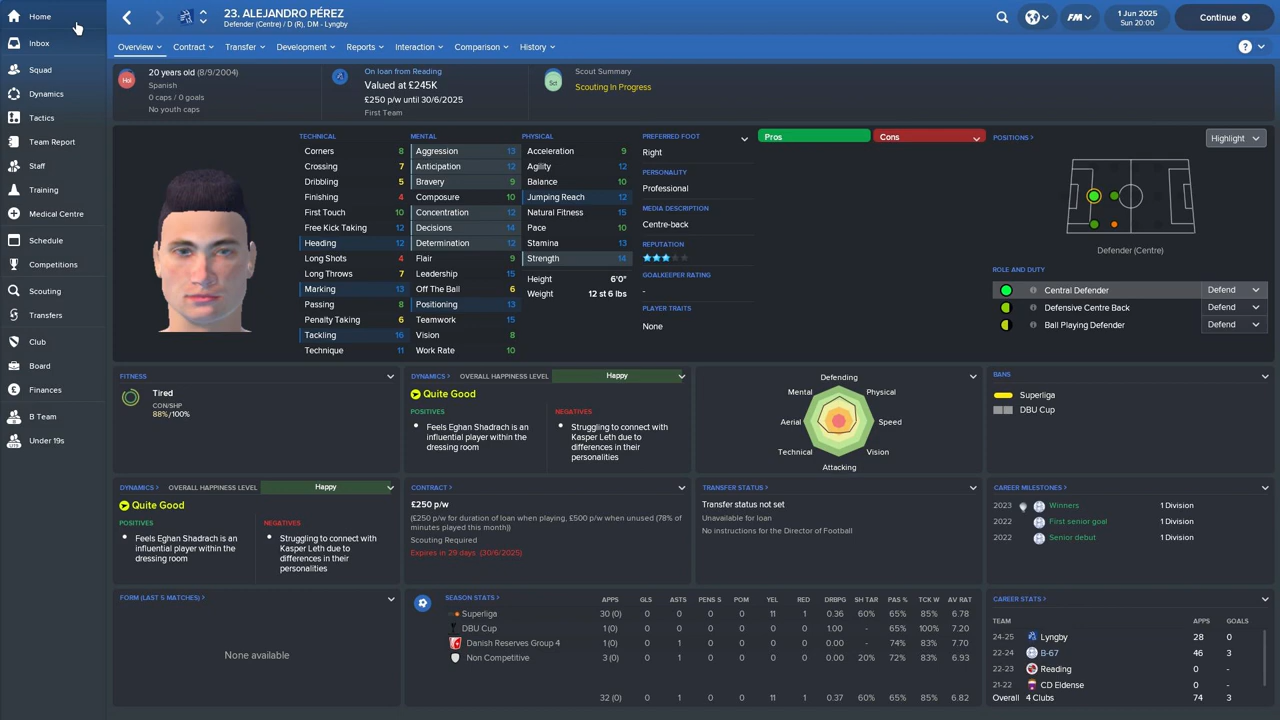 Home
Inbox
Squad
Dynamics
Tactics
Team Report
Staff
Training
Medical Centre
Schedule
Competitions
Scouting
Transfers
Club
Board
Finances
B Team
Under 19s
23. ALEJANDRO PÉREZ
Defender (Centre) / D (R), DM - Lyngby
FM
1 Jun 2025
Sun 20:00
Continue
Overview
Contract
Transfer
Development
Reports
Interaction
Comparison
History
?
Hol
20 years old (8/9/2004)
Spanish
0 caps / 0 goals
No youth caps
On loan from Reading
Valued at £245K
£250 p/w until 30/6/2025
First Team
Sct
Scout Summary
Scouting In Progress
TECHNICAL
Corners 8
Crossing 7
Dribbling 5
Finishing 4
First Touch 10
Free Kick Taking 12
Heading 12
Long Shots 4
Long Throws 7
Marking 13
Passing 8
Penalty Taking 6
Tackling 16
Technique 11
MENTAL
Aggression 13
Anticipation 12
Bravery 9
Composure 10
Concentration 12
Decisions 14
Determination 12
Flair 9
Leadership 15
Off The Ball 6
Positioning 13
Teamwork 15
Vision 8
Work Rate 10
PHYSICAL
Acceleration 9
Agility 12
Balance 10
Jumping Reach 12
Natural Fitness 15
Pace 10
Stamina 13
Strength 14
Height 6'0"
Weight 12 st 6 lbs
PREFERRED FOOT
Right
PERSONALITY
Professional
MEDIA DESCRIPTION
Centre-back
REPUTATION
GOALKEEPER RATING
-
PLAYER TRAITS
None
Pros
Cons
POSITIONS >
Highlight
Defender (Centre)
ROLE AND DUTY
Central Defender Defend
Defensive Centre Back Defend
Ball Playing Defender Defend
FITNESS
Tired
CON/SHP
88%/100%
DYNAMICS > OVERALL HAPPINESS LEVEL Happy
Quite Good
POSITIVES
Feels Eghan Shadrach is an
influential player within the
dressing room
NEGATIVES
Struggling to connect with
Kasper Leth due to
differences in their
personalities
Defending
Physical
Speed
Vision
Attacking
Technical
Aerial
Mental
BANS
Superliga
DBU Cup
DYNAMICS > OVERALL HAPPINESS LEVEL Happy
Quite Good
POSITIVES
Feels Eghan Shadrach is an
influential player within the
dressing room
NEGATIVES
Struggling to connect with
Kasper Leth due to
differences in their
personalities
CONTRACT >
£250 p/w
(£250 p/w for duration of loan when playing, £500 p/w when unused (78% of
minutes played this month))
Scouting Required
Expires in 29 days (30/6/2025)
TRANSFER STATUS >
Transfer status not set
Unavailable for loan
No instructions for the Director of Football
CAREER MILESTONES >
2023 Winners 1 Division
2022 First senior goal 1 Division
2022 Senior debut 1 Division
FORM (LAST 5 MATCHES) >
None available
SEASON STATS > APPS GLS ASTS PENS S POM YEL RED DRBPG SH TAR PAS % TCK W AV RAT
Superliga 30 (0) 0 0 0 0 11 1 0.36 60% 65% 85% 6.78
DBU Cup 1 (0) 0 0 0 0 0 0 1.00 - 65% 100% 7.20
Danish Reserves Group 4 1 (0) 0 1 0 0 0 0 0.00 - 74% 83% 7.70
Non Competitive 3 (0) 0 1 0 0 0 0 0.00 20% 72% 83% 6.93
32 (0) 0 1 0 0 11 1 0.37 60% 65% 85% 6.82
CAREER STATS >
TEAM APPS GOALS
24-25 Lyngby 28 0
22-24 B-67 46 3
22-23 Reading 0 -
21-22 CD Eldense 0 -
Overall 4 Clubs 74 3